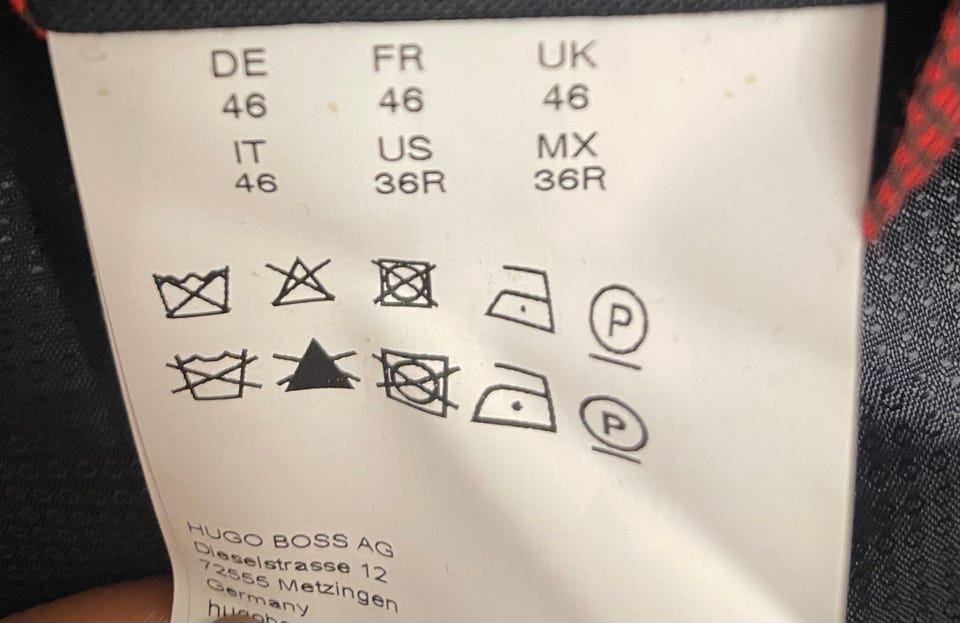 DE FR UK
46 46 46
IT US MX
46 36R 36R
P
P
HUGO BOSS AG
Dieselstrasse 12
72555 Metzingen
Germany